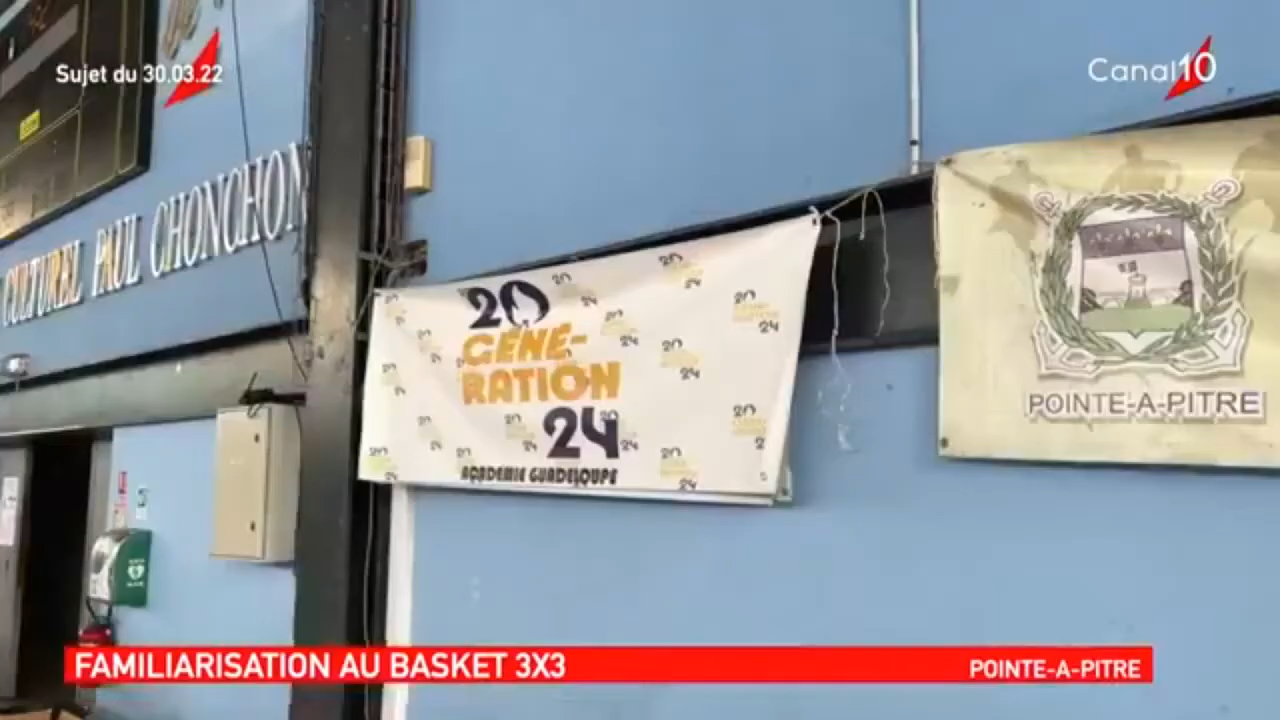 Sujet du 30.03.22
Canal10
CULTUREL PAUL CHONCHON
20
GÉNÉ-
RATION
24
ACADEMIE GUADELOUPE
POINTE-A-PITRE
FAMILIARISATION AU BASKET 3X3
POINTE-A-PITRE